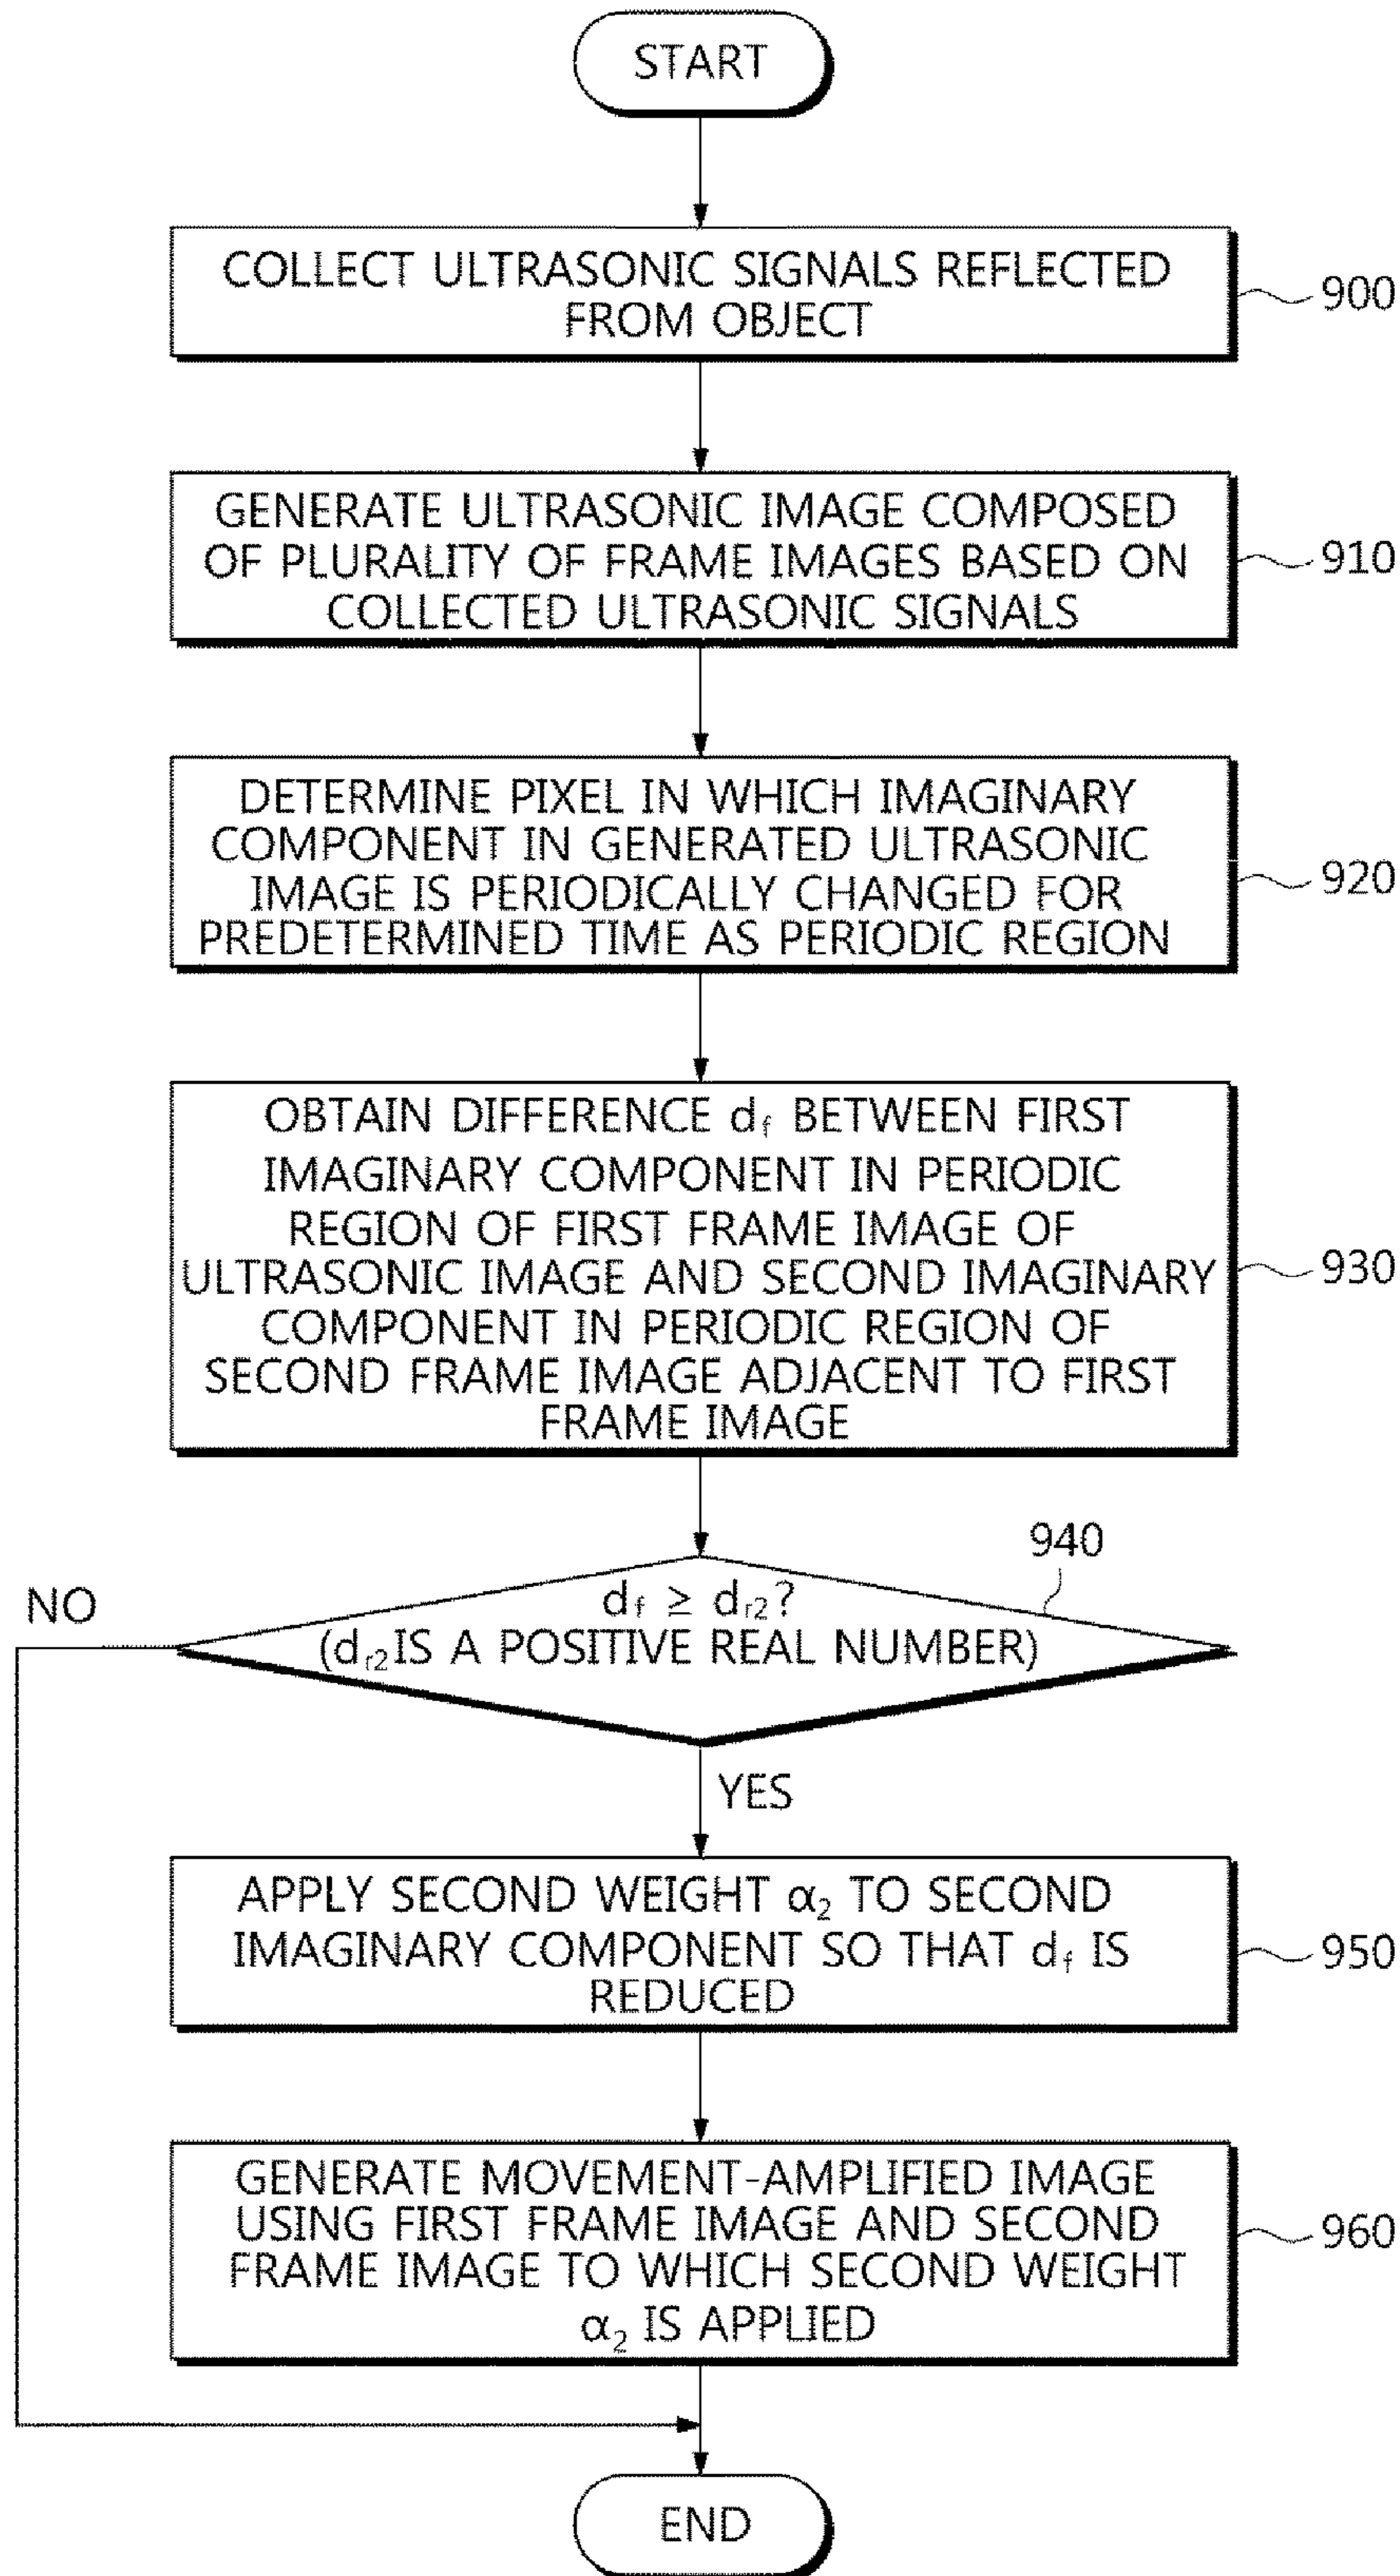 START
COLLECT ULTRASONIC SIGNALS REFLECTED
FROM OBJECT
900
GENERATE ULTRASONIC IMAGE COMPOSED
OF PLURALITY OF FRAME IMAGES BASED ON
COLLECTED ULTRASONIC SIGNALS
910
DETERMINE PIXEL IN WHICH IMAGINARY
COMPONENT IN GENERATED ULTRASONIC
IMAGE IS PERIODICALLY CHANGED FOR
PREDETERMINED TIME AS PERIODIC REGION
920
OBTAIN DIFFERENCE df BETWEEN FIRST
IMAGINARY COMPONENT IN PERIODIC
REGION OF FIRST FRAME IMAGE OF
ULTRASONIC IMAGE AND SECOND IMAGINARY
COMPONENT IN PERIODIC REGION OF
SECOND FRAME IMAGE ADJACENT TO FIRST
FRAME IMAGE
930
940
NO
df ≥ dr2?
(dr2 IS A POSITIVE REAL NUMBER)
YES
APPLY SECOND WEIGHT α2 TO SECOND
IMAGINARY COMPONENT SO THAT df IS
REDUCED
950
GENERATE MOVEMENT-AMPLIFIED IMAGE
USING FIRST FRAME IMAGE AND SECOND
FRAME IMAGE TO WHICH SECOND WEIGHT
α2 IS APPLIED
960
END